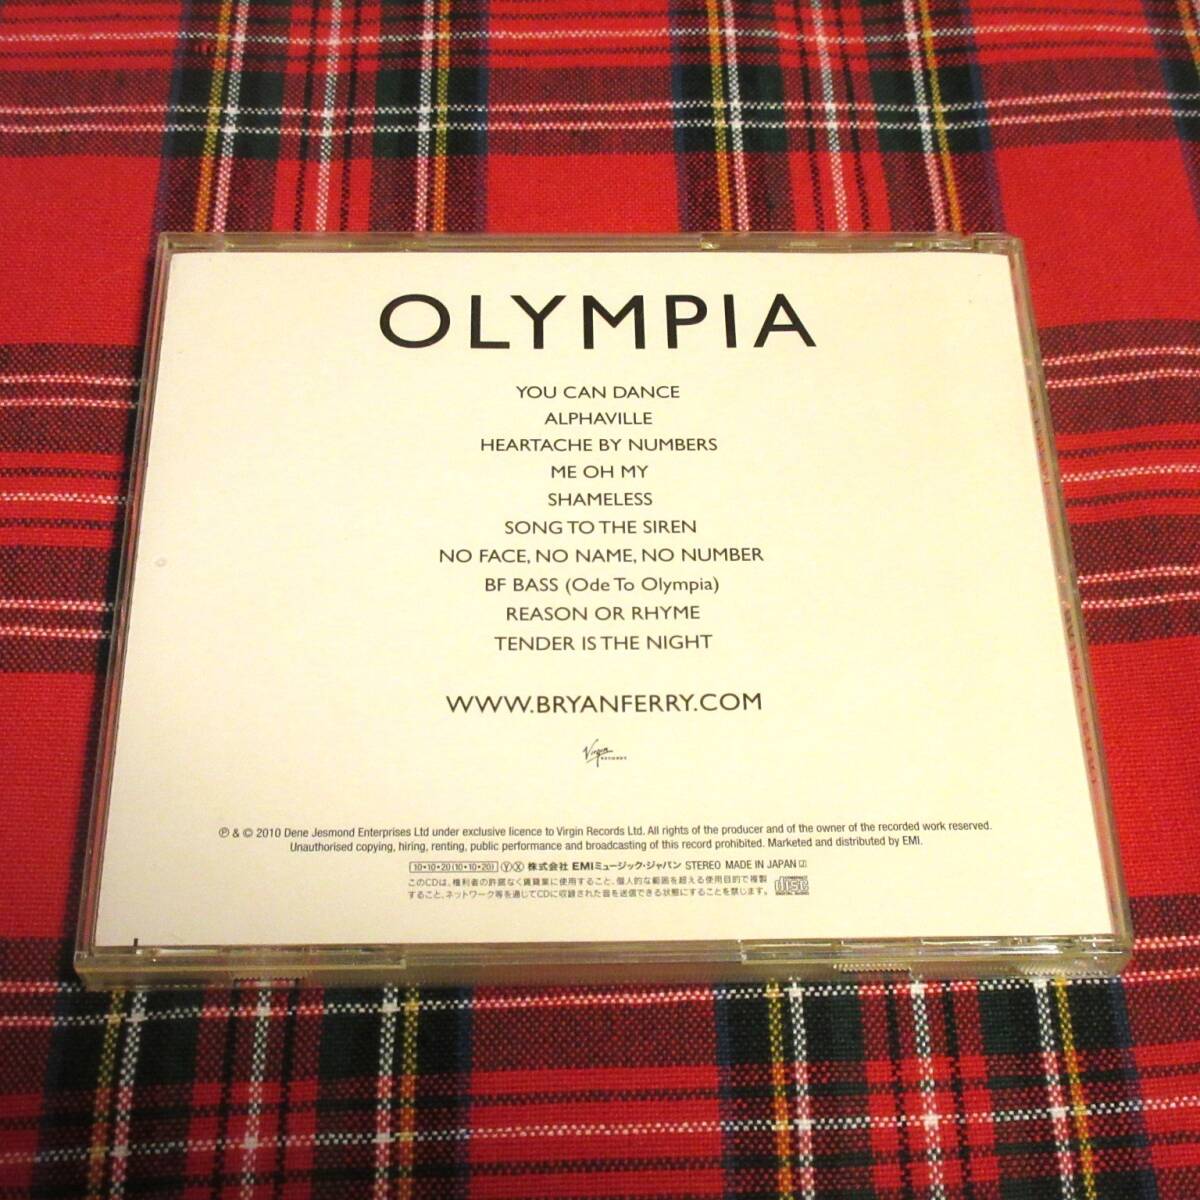 OLYMPIA
YOU CAN DANCE
ALPHAVILLE
HEARTACHE BY NUMBERS
ME OH MY
SHAMELESS
SONG TO THE SIREN
NO FACE, NO NAME, NO NUMBER
BF BASS (Ode To Olympia)
REASON OR RHYME
TENDER IS THE NIGHT
WWW.BRYANFERRY.COM
Virgin
RECORDS
℗ & © 2010 Dene Jesmond Enterprises Ltd under exclusive licence to Virgin Records Ltd. All rights of the producer and of the owner of the recorded work reserved.
Unauthorised copying, hiring, renting, public performance and broadcasting of this record prohibited. Marketed and distributed by EMI.
10•10•20(10•10•20) Ⓨ Ⓧ 株式会社 EMIミュージック・ジャパン STEREO MADE IN JAPAN
このCDは、権利者の許諾なく賃貸業に使用すること、個人的な範囲を超える使用目的で複製
すること、ネットワーク等を通じてCDに収録された音を送信できる状態にすることを禁じます。
disc